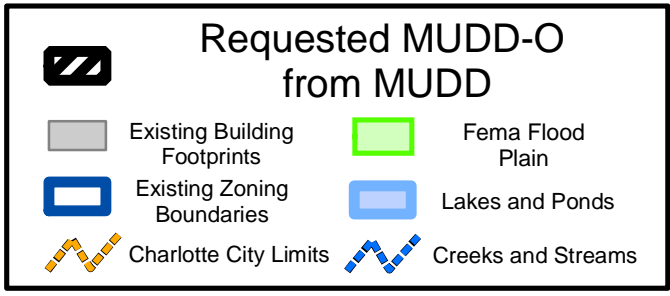 Requested MUDD-O
from MUDD
Existing Building
Footprints
Fema Flood
Plain
Existing Zoning
Boundaries
Lakes and Ponds
Charlotte City Limits
Creeks and Streams